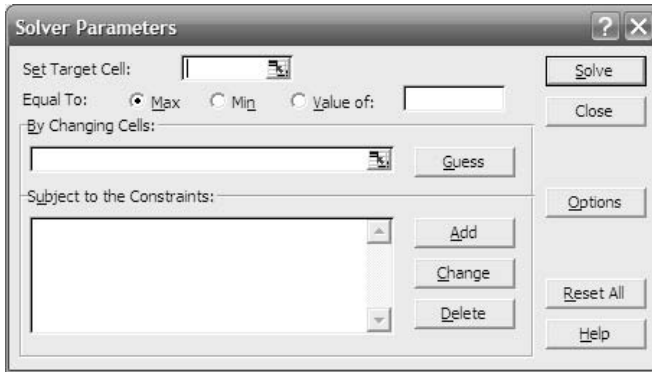 Solver Parameters
Set Target Cell:
Solve
Equal To: Max Min Value of:
Close
By Changing Cells:
Guess
Subject to the Constraints:
Options
Add
Change
Reset All
Delete
Help